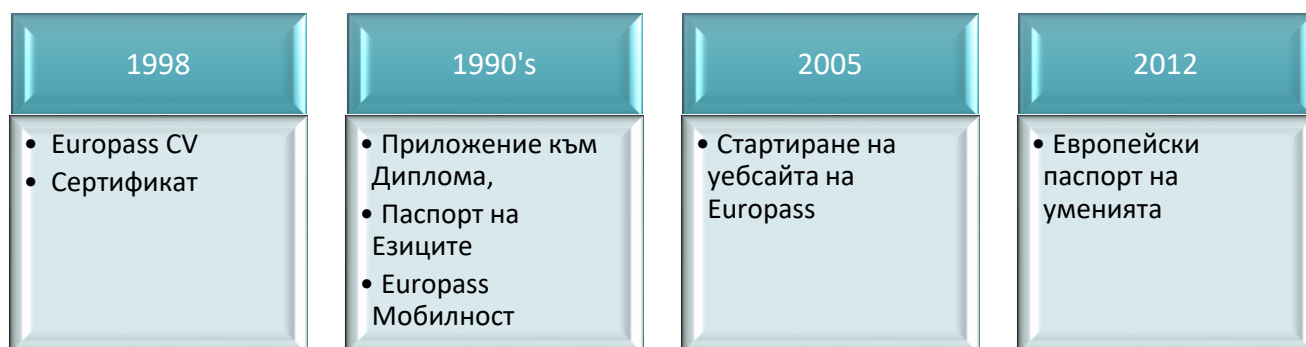 1998
• Europass CV
• Сертификат
1990's
• Приложение към
Диплома,
• Паспорт на
Езиците
• Europass
Мобилност
2005
• Стартиране на
уебсайта на
Europass
2012
• Европейски
паспорт на
уменията